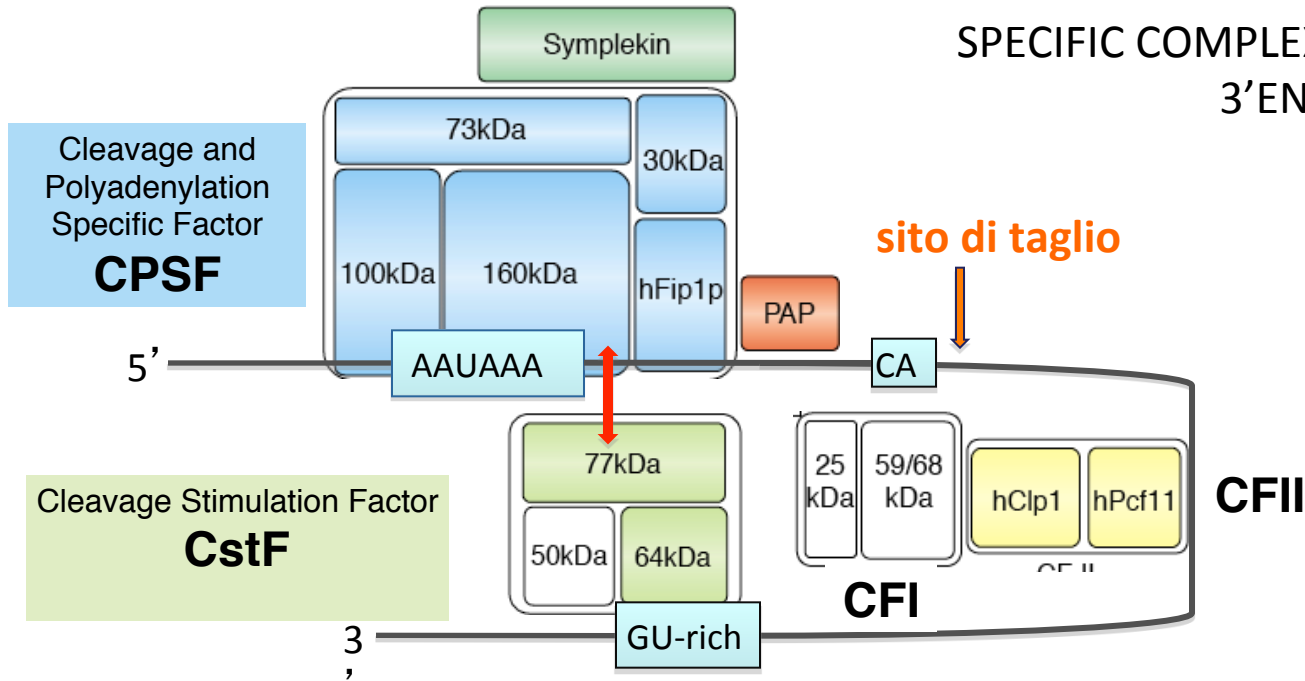 Symplekin
SPECIFIC COMPLEX
3’EN
Cleavage and
Polyadenylation
Specific Factor
CPSF
73kDa
30kDa
100kDa
160kDa
hFip1p
PAP
sito di taglio
5’
AAUAAA
CA
Cleavage Stimulation Factor
CstF
77kDa
50kDa
64kDa
25
kDa
59/68
kDa
hClp1
hPcf11
CFII
CFI
GU-rich
3
’